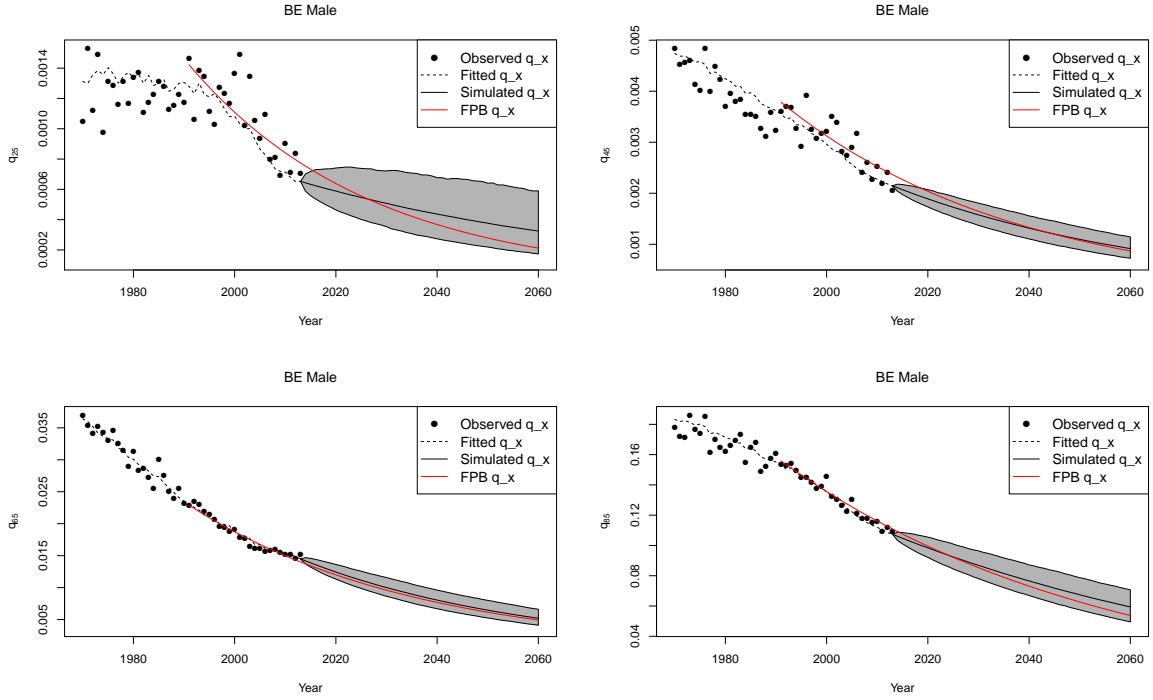 BE Male
q25
0.0002 0.0006 0.0010 0.0014
Observed q_x
Fitted q_x
Simulated q_x
FPB q_x
1980 2000 2020 2040 2060
Year
BE Male
q45
0.001 0.002 0.003 0.004 0.005
Observed q_x
Fitted q_x
Simulated q_x
FPB q_x
1980 2000 2020 2040 2060
Year
BE Male
q65
0.005 0.015 0.025 0.035
Observed q_x
Fitted q_x
Simulated q_x
FPB q_x
1980 2000 2020 2040 2060
Year
BE Male
q85
0.04 0.08 0.12 0.16
Observed q_x
Fitted q_x
Simulated q_x
FPB q_x
1980 2000 2020 2040 2060
Year